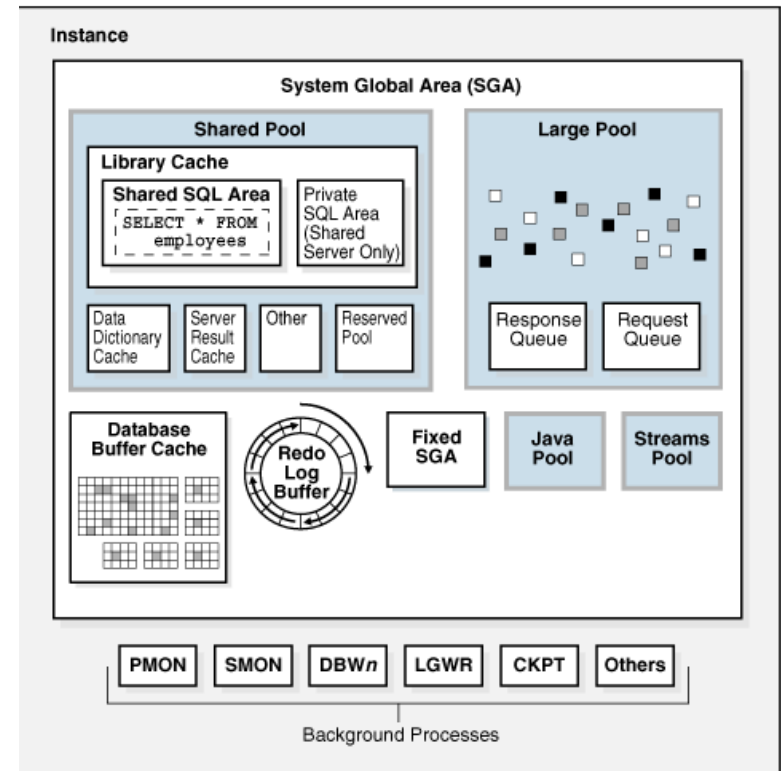 Instance
System Global Area (SGA)
Shared Pool
Library Cache
Shared SQL Area
SELECT * FROM
employees
Private
SQL Area
(Shared
Server Only)
Data
Dictionary
Cache
Server
Result
Cache
Other
Reserved
Pool
Large Pool
Response
Queue
Request
Queue
Database
Buffer Cache
Redo
Log
Buffer
Fixed
SGA
Java
Pool
Streams
Pool
PMON
SMON
DBWn
LGWR
CKPT
Others
Background Processes